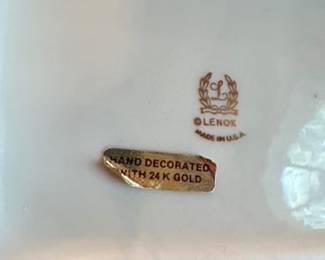 L
©LENOX
MADE IN U.S.A.
HAND DECORATED
WITH 24 K GOLD